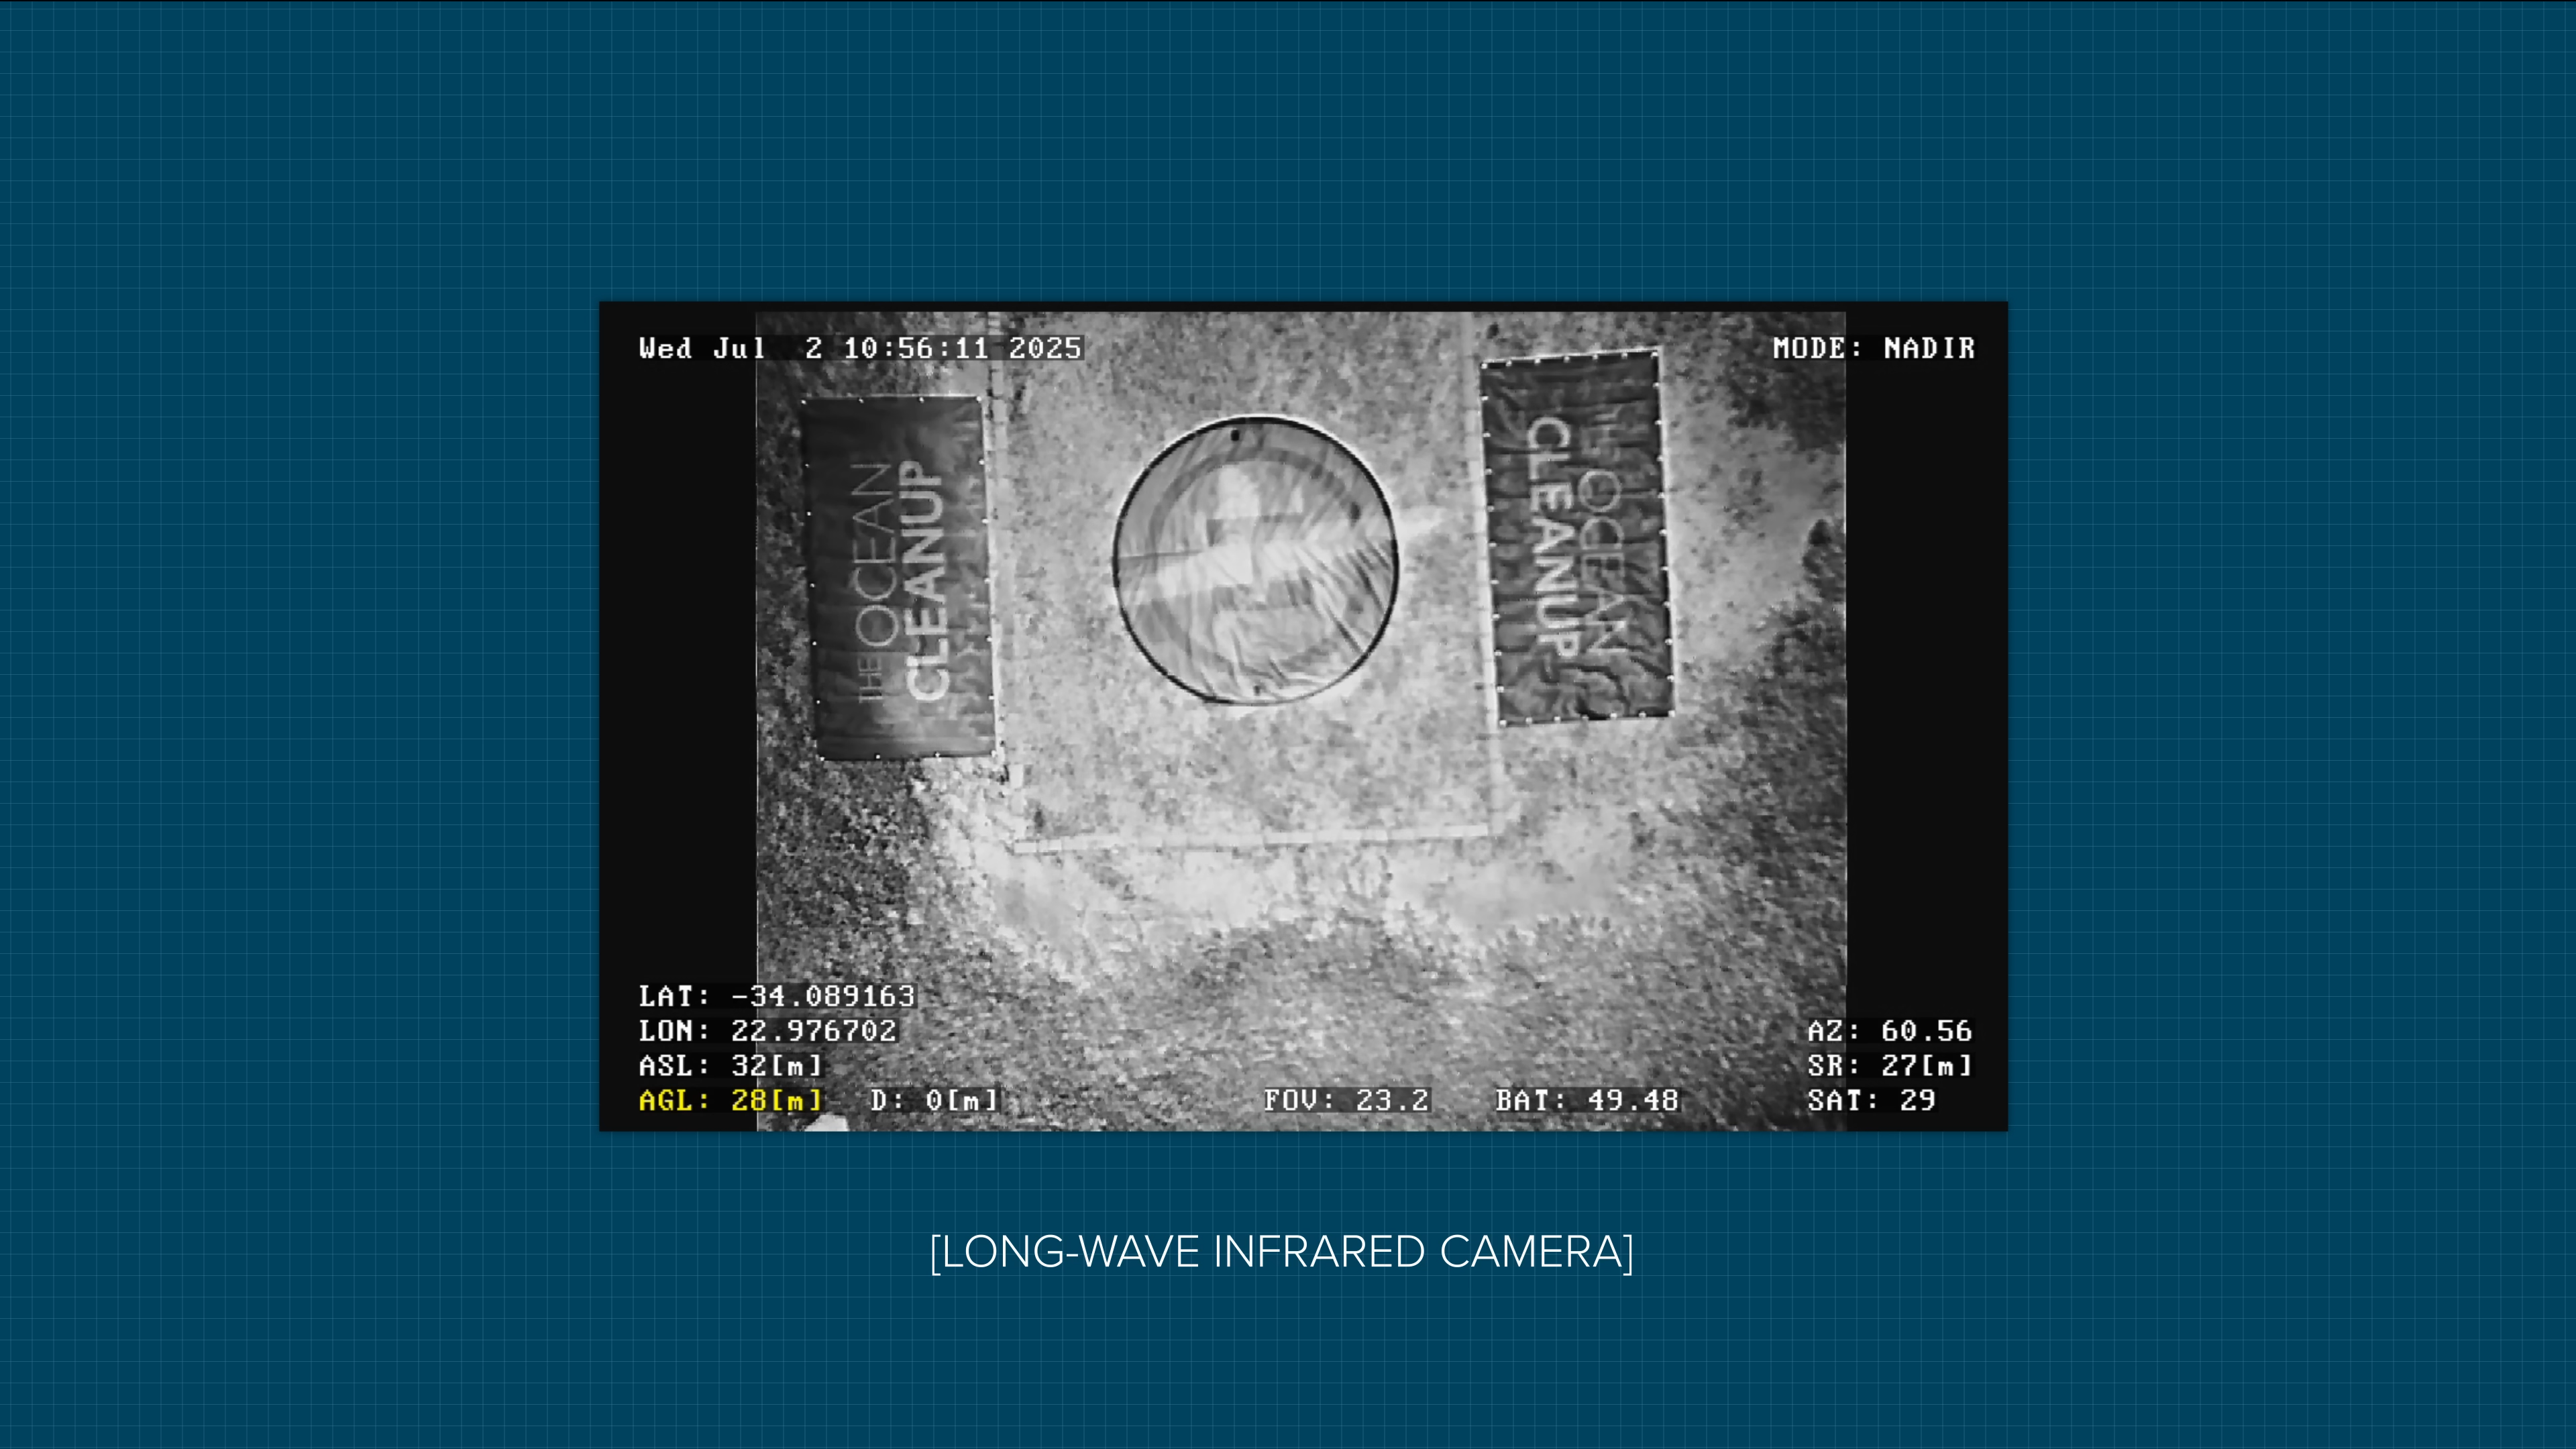 Wed Jul  2 10:56:11 2025
MODE: NADIR
THE OCEAN
CLEANUP
THE OCEAN
CLEANUP
LAT: -34.089163
LON: 22.976702
ASL: 32[m]
AGL: 28[m]
D: 0[m]
FOV: 23.2
BAT: 49.48
AZ: 60.56
SR: 27[m]
SAT: 29
[LONG-WAVE INFRARED CAMERA]